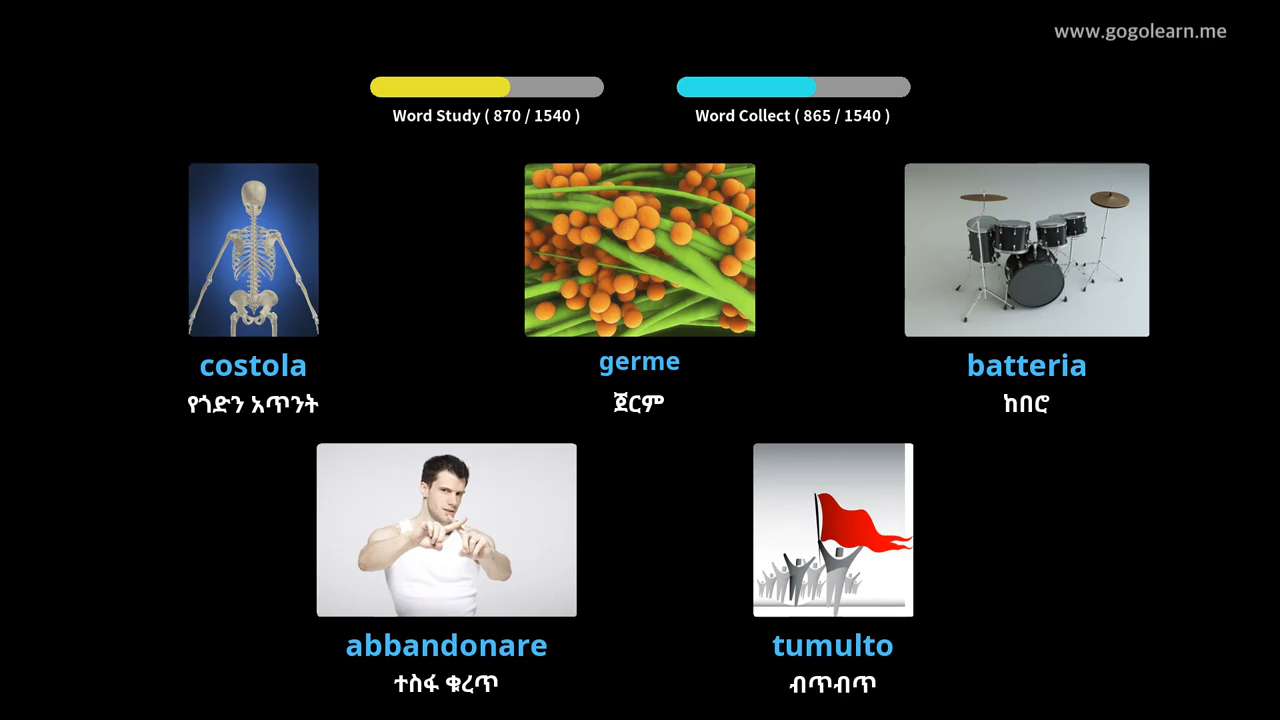 www.gogolearn.me
Word Study ( 870 / 1540 )
Word Collect ( 865 / 1540 )
costola
የጎድን አጥንት
germe
ጀርም
batteria
ከበሮ
abbandonare
ተስፋ ቁረጥ
tumulto
ብጥብጥ